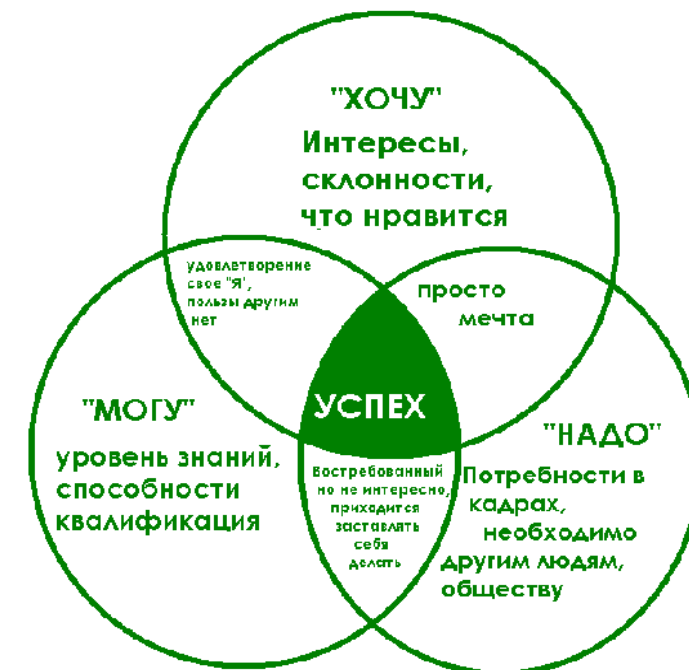 "ХОЧУ"
Интересы,
склонности,
что нравится
удовлетворение
свое "Я",
пользы другим
нет
просто
мечта
УСПЕХ
"МОГУ"
уровень знаний,
способности
квалификация
"НАДО"
Потребности в
кадрах,
необходимо
другим людям,
обществу
Востребованный
но не интересно,
приходится
заставлять
себя
делать